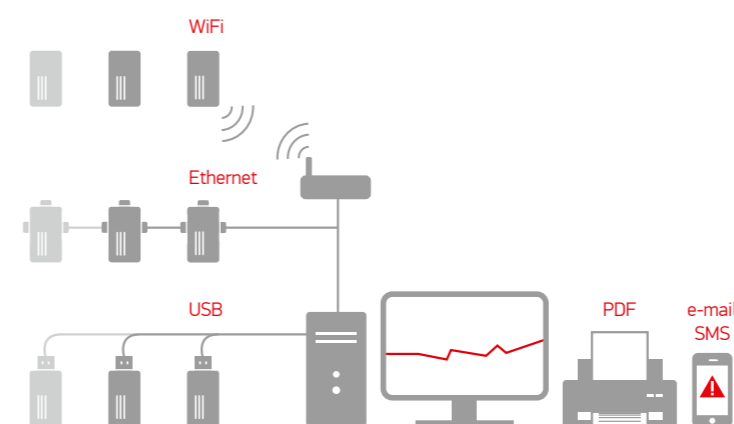 WiFi
Ethernet
USB
PDF
e-mail
SMS